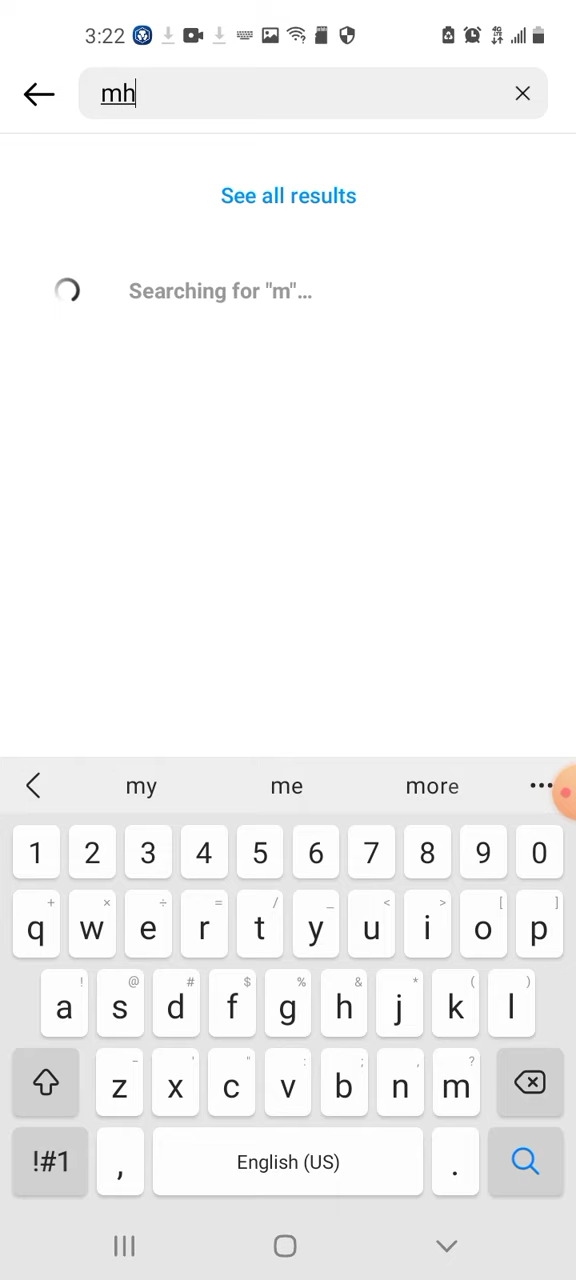 3:22
mh
See all results
Searching for "m"...
my me more
1 2 3 4 5 6 7 8 9 0
+ × ÷ = / _ < > [ ]
q w e r t y u i o p
! @ # $ % & * ( )
a s d f g h j k l
- ' " : ; , ?
z x c v b n m
!#1 , English (US) .